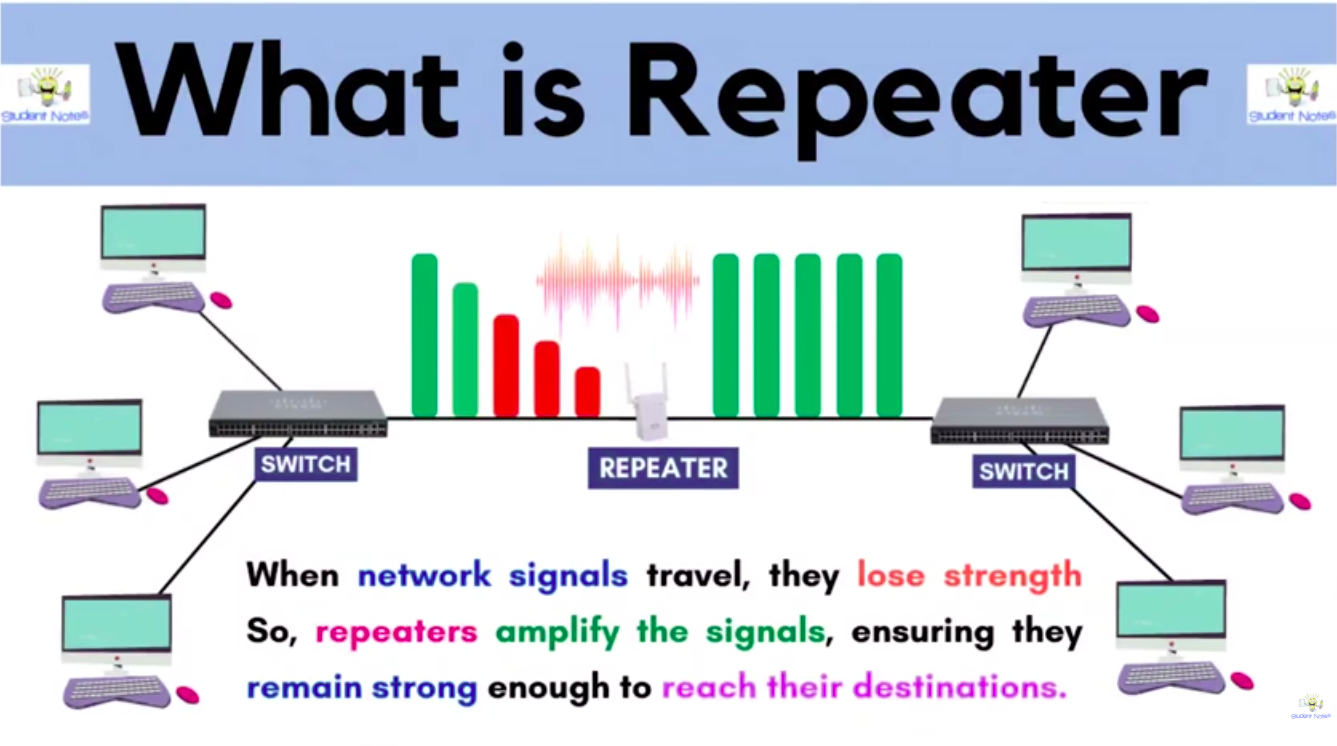 What is Repeater
Student Notes
Student Notes
SWITCH
REPEATER
SWITCH
When network signals travel, they lose strength
So, repeaters amplify the signals, ensuring they
remain strong enough to reach their destinations.
Student Notes